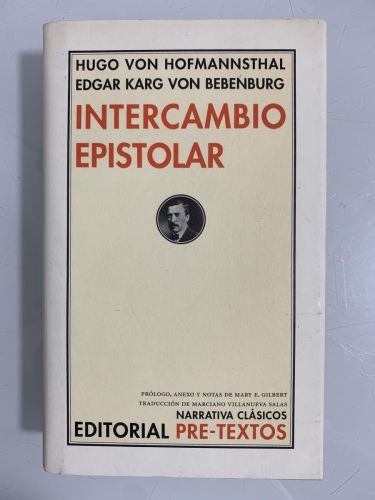 HUGO VON HOFMANNSTHAL
EDGAR KARG VON BEBENBURG
INTERCAMBIO
EPISTOLAR
PRÓLOGO, ANEXO Y NOTAS DE MARY E. GILBERT
TRADUCCIÓN DE MARCIANO VILLANUEVA SALAS
NARRATIVA CLÁSICOS
EDITORIAL PRE-TEXTOS